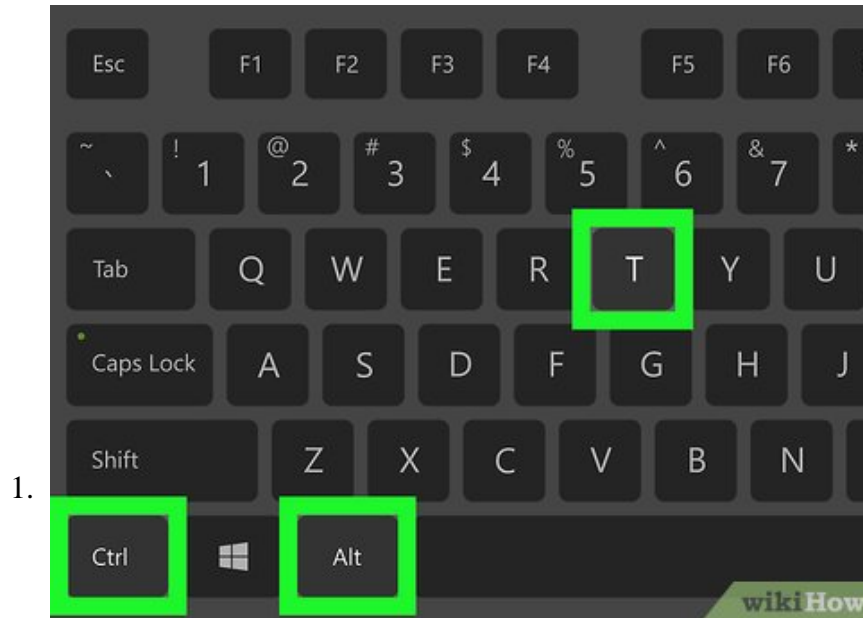 Esc F1 F2 F3 F4 F5 F6
~ ` ! 1 @ 2 # 3 $ 4 % 5 ^ 6 & 7 *
Tab Q W E R T Y U
Caps Lock A S D F G H J
Shift Z X C V B N
1.
Ctrl Alt
wikiHow